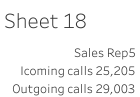 Sheet 18
Sales Rep5
Icoming calls 25,205
Outgoing calls 29,003